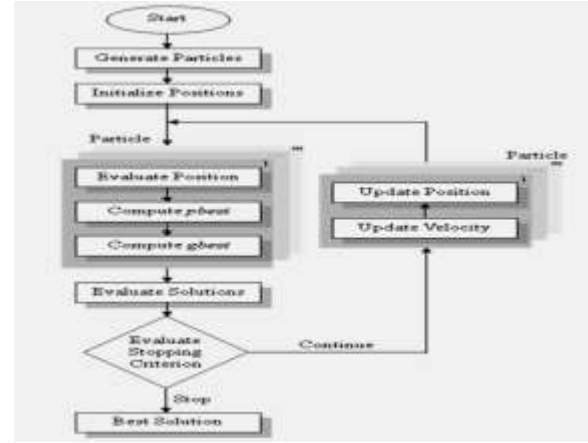 Start
Generate Particles
Initialize Positions
Particle
Evaluate Position
Compute pbest
Compute gbest
Evaluate Solutions
Evaluate
Stopping
Criterion
Continue
Stop
Best Solution
Particle
Update Position
Update Velocity